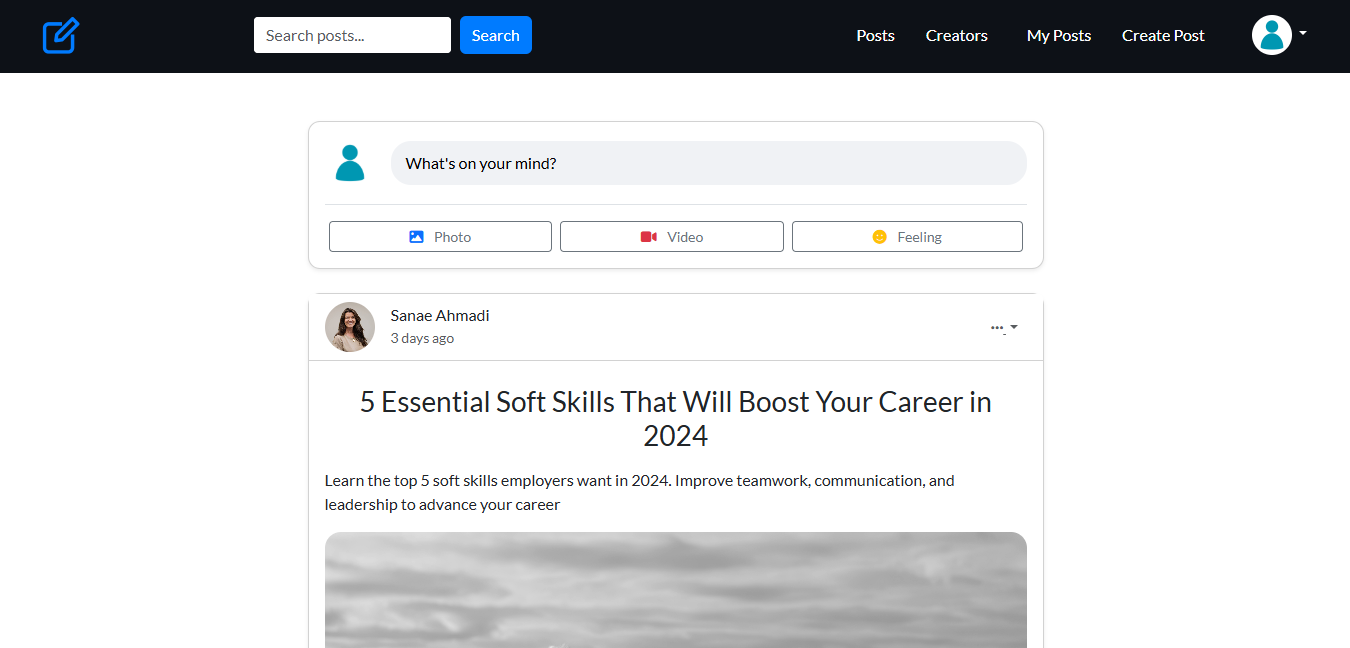 Search posts...
Search
Posts
Creators
My Posts
Create Post
What's on your mind?
Photo
Video
Feeling
Sanae Ahmadi
3 days ago
5 Essential Soft Skills That Will Boost Your Career in
2024
Learn the top 5 soft skills employers want in 2024. Improve teamwork, communication, and
leadership to advance your career